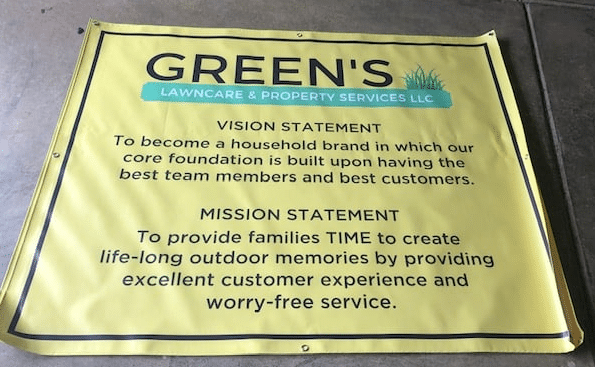 GREEN'S
LAWNCARE & PROPERTY SERVICES LLC
VISION STATEMENT
To become a household brand in which our
core foundation is built upon having the
best team members and best customers.
MISSION STATEMENT
To provide families TIME to create
life-long outdoor memories by providing
excellent customer experience and
worry-free service.